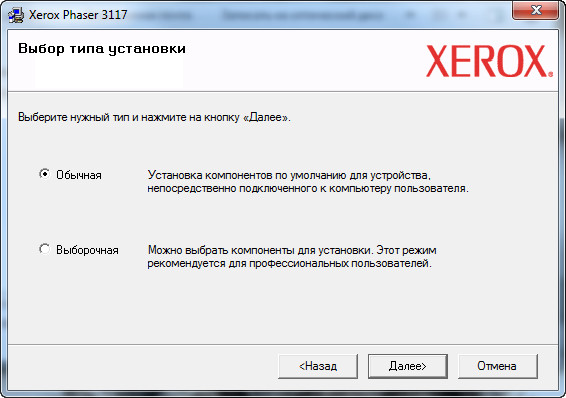 Xerox Phaser 3117
Выбор типа установки
XEROX.
Выберите нужный тип и нажмите на кнопку «Далее».
Обычная
Установка компонентов по умолчанию для устройства,
непосредственно подключенного к компьютеру пользователя.
Выборочная
Можно выбрать компоненты для установки. Этот режим
рекомендуется для профессиональных пользователей.
<Назад
Далее>
Отмена